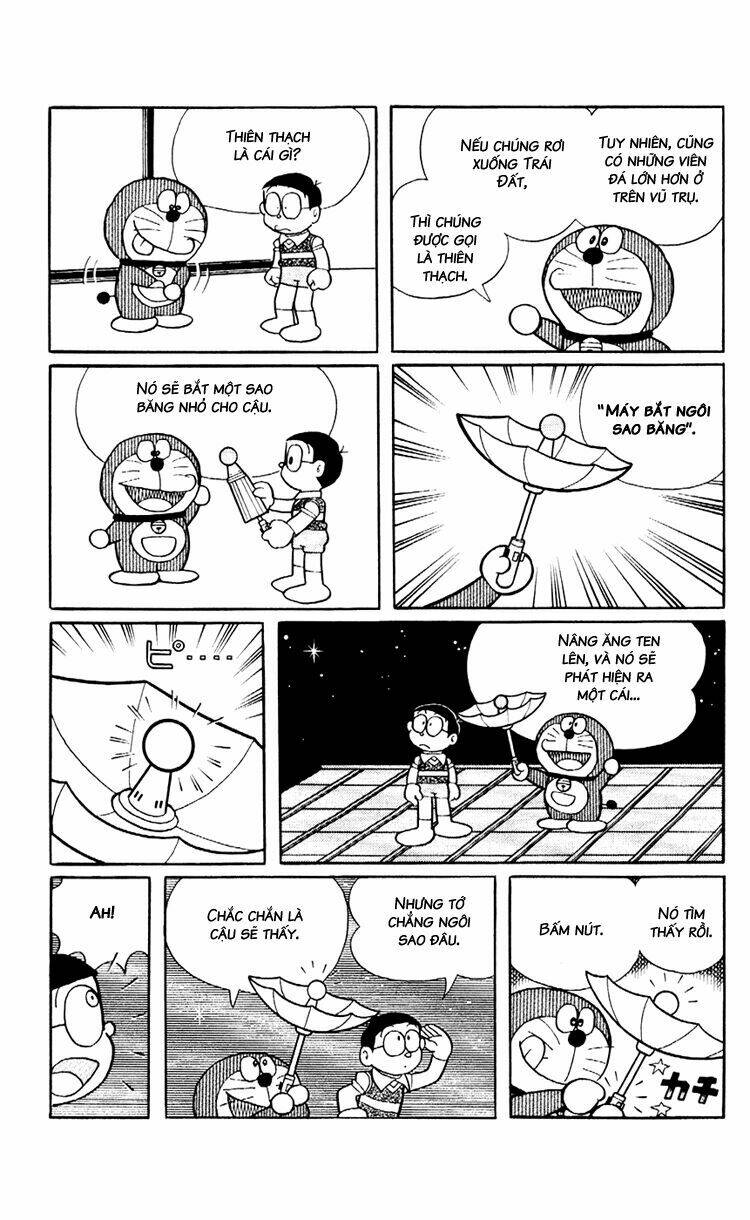 TUY NHIÊN, CŨNG
CÓ NHỮNG VIÊN
ĐÁ LỚN HƠN Ở
TRÊN VŨ TRỤ.
NẾU CHÚNG RƠI
XUỐNG TRÁI
ĐẤT,
THÌ CHÚNG
ĐƯỢC GỌI
LÀ THIÊN
THẠCH.
THIÊN THẠCH
LÀ CÁI GÌ?
"MÁY BẮT NGÔI
SAO BĂNG".
NÓ SẼ BẮT MỘT SAO
BĂNG NHỎ CHO CẬU.
NÂNG ĂNG TEN
LÊN, VÀ NÓ SẼ
PHÁT HIỆN RA
MỘT CÁI...
ピ....
NÓ TÌM
THẤY RỒI.
BẤM NÚT.
カチ
NHƯNG TỚ
CHẲNG NGÔI
SAO ĐÂU.
CHẮC CHẮN LÀ
CẬU SẼ THẤY.
AH!